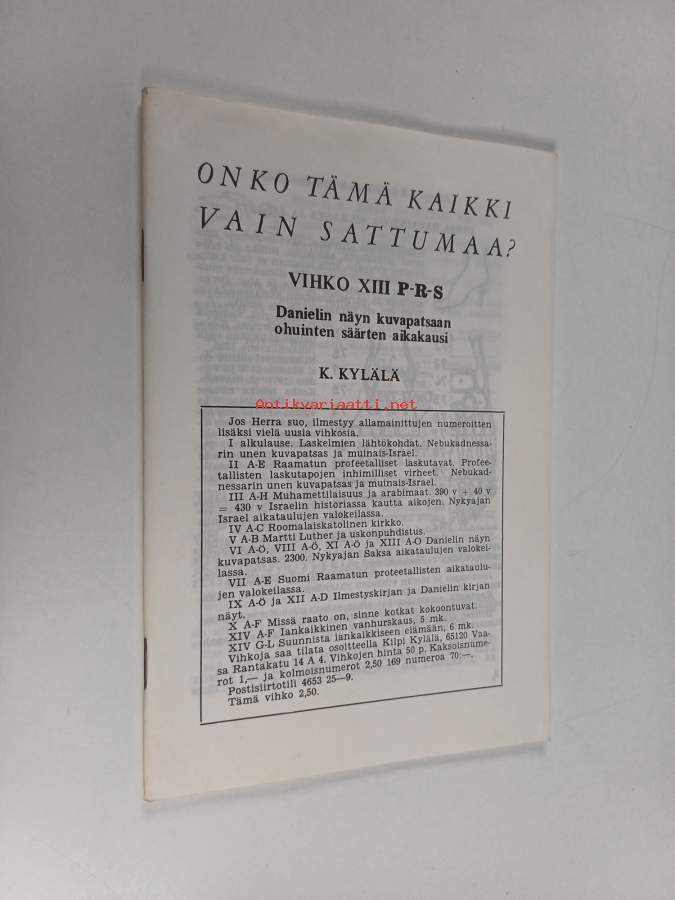 ONKO TÄMÄ KAIKKI
VAIN SATTUMAA?
VIHKO XIII P-R-S
Danielin näyn kuvapatsaan
ohuinten säärten aikakausi
K. KYLÄLÄ
Antikvariaatti.net
Jos Herra suo, ilmestyy allamainittujen numeroitten
lisäksi vielä uusia vihkosia.
I alkulause. Laskelmien lähtökohdat. Nebukadnessa-
rin unen kuvapatsas ja muinais-Israel.
II A-E Raamatun profeetalliset laskutavat. Profee-
tallisten laskutapojen inhimilliset virheet. Nebukad-
nessarin unen kuvapatsas ja muinais-Israel.
III A-H Muhamettilaisuus ja arabimaat. 390 v + 40 v
= 430 v Israelin historiassa kautta aikojen. Nykyajan
Israel aikataulujen valokeilassa.
IV A-C Roomalaiskatolinen kirkko.
V A-B Martti Luther ja uskonpuhdistus.
VI A-Ö, VIII A-Ö, XI A-Ö ja XIII A-O Danielin näyn
kuvapatsas. 2300. Nykyajan Saksa aikataulujen valokei-
lassa.
VII A-E Suomi Raamatun proteetallisten aikataulu-
jen valokeilassa.
IX A-Ö ja XII A-D Ilmestyskirjan ja Danielin kirjan
näyt.
X A-F Missä raato on, sinne kotkat kokoontuvat.
XIV A-F Iankaikkinen vanhurskaus, 5 mk.
XIV G-L Suunnista iankaikkiseen elämään, 6 mk.
Vihkoja saa tilata osoitteella Kilpi Kylälä, 65120 Vaa-
sa Rantakatu 14 A 4. Vihkojen hinta 50 p. Kaksoisnume-
rot 1,— ja kolmoisnumerot 2,50 169 numeroa 70:—.
Postisiirtotili 4653 25—9.
Tämä vihko 2,50.